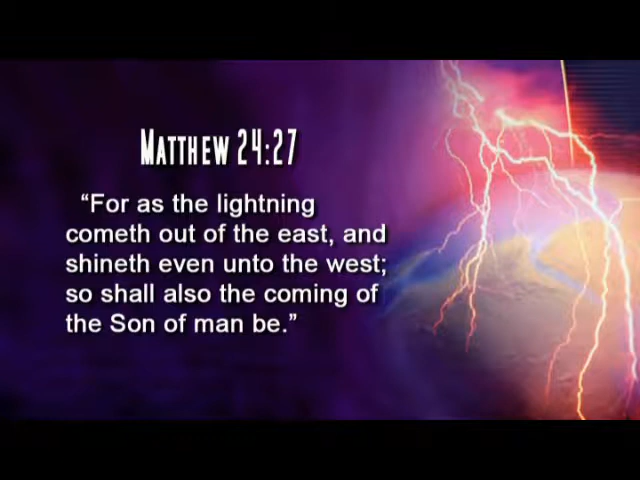 Matthew 24:27
“For as the lightning
cometh out of the east, and
shineth even unto the west;
so shall also the coming of
the Son of man be.”